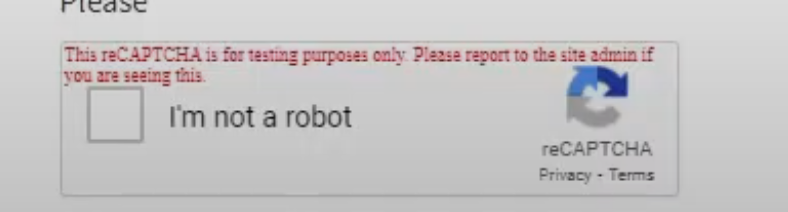 Please
This reCAPTCHA is for testing purposes only. Please report to the site admin if
you are seeing this.
I'm not a robot
reCAPTCHA
Privacy - Terms